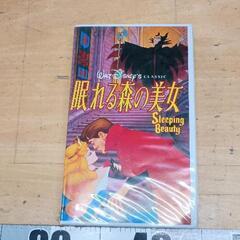 WALT DISNEY'S CLASSIC
眠れる森の美女
Sleeping
Beauty